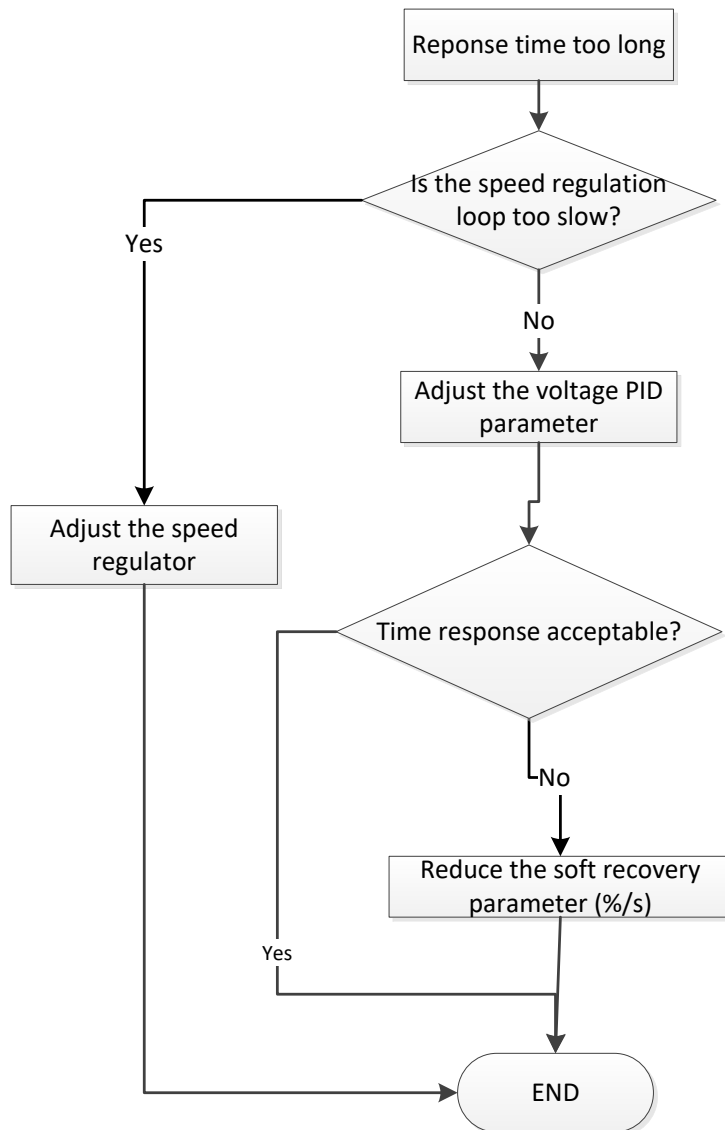 Reponse time too long
Is the speed regulation
loop too slow?
Yes
No
Adjust the voltage PID
parameter
Adjust the speed
regulator
Time response acceptable?
No
Reduce the soft recovery
parameter (%/s)
Yes
END